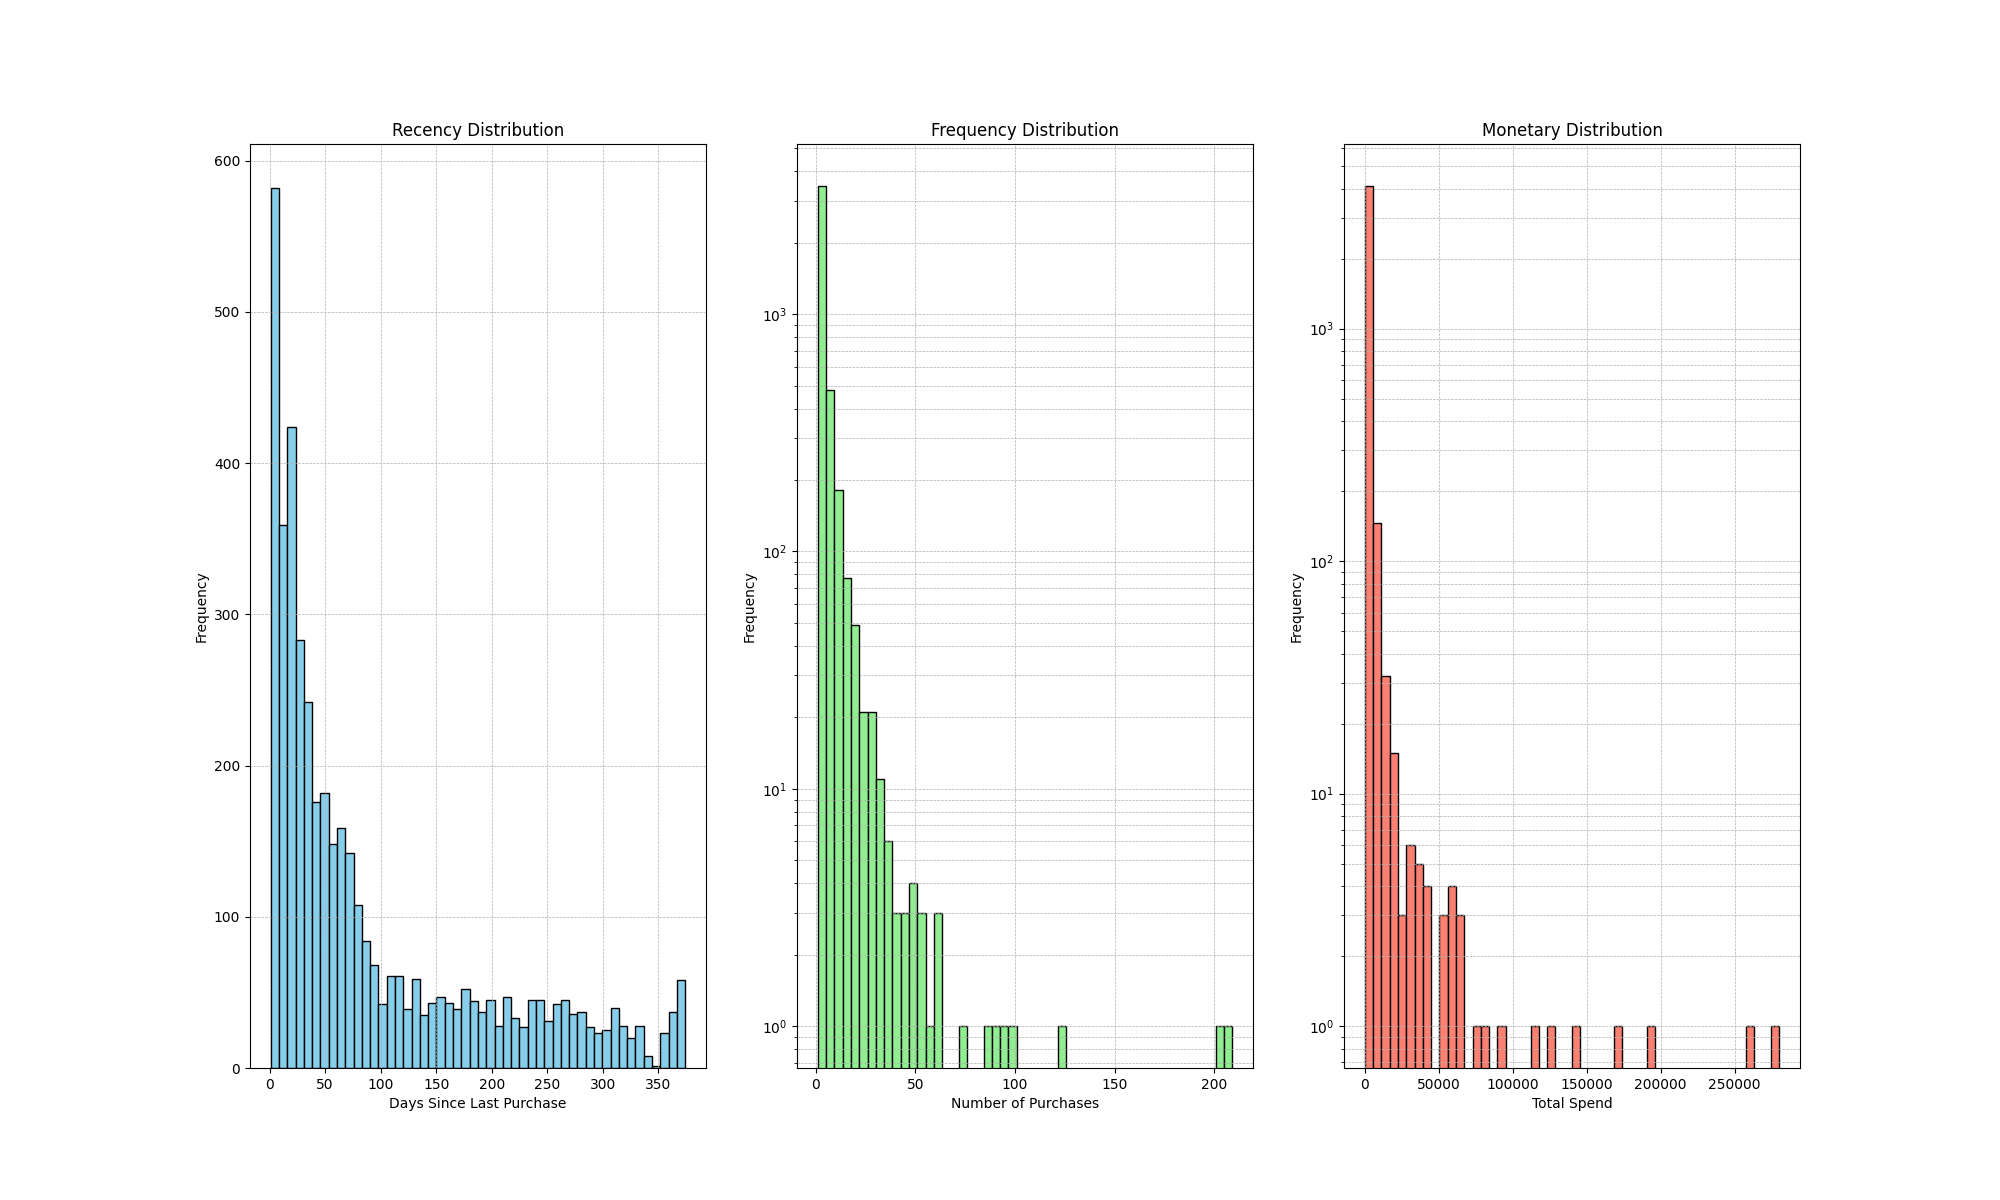 Recency Distribution
Frequency
600
500
400
300
200
100
0
0 50 100 150 200 250 300 350
Days Since Last Purchase
Frequency Distribution
Frequency
10³
10²
10¹
10⁰
0 50 100 150 200
Number of Purchases
Monetary Distribution
Frequency
10³
10²
10¹
10⁰
0 50000 100000 150000 200000 250000
Total Spend